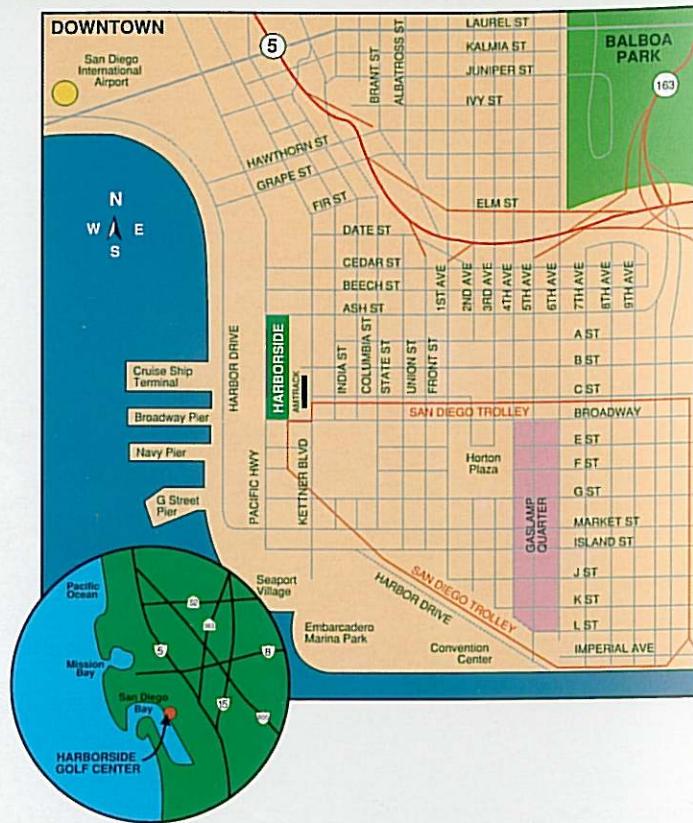 DOWNTOWN
San Diego
International
Airport
5
LAUREL ST
KALMIA ST
JUNIPER ST
IVY ST
BRANT ST
ALBATROSS ST
BALBOA
PARK
163
HAWTHORN ST
GRAPE ST
FIR ST
ELM ST
N
W E
S
DATE ST
CEDAR ST
BEECH ST
ASH ST
1ST AVE
2ND AVE
3RD AVE
4TH AVE
5TH AVE
6TH AVE
7TH AVE
8TH AVE
9TH AVE
A ST
B ST
C ST
HARBOR DRIVE
HARBORSIDE
AMTRACK
INDIA ST
COLUMBIA ST
STATE ST
UNION ST
FRONT ST
Cruise Ship
Terminal
Broadway Pier
Navy Pier
G Street
Pier
SAN DIEGO TROLLEY
BROADWAY
PACIFIC HWY
KETTNER BLVD
Horton
Plaza
GASLAMP
QUARTER
E ST
F ST
G ST
MARKET ST
ISLAND ST
J ST
K ST
L ST
IMPERIAL AVE
SAN DIEGO TROLLEY
HARBOR DRIVE
Seaport
Village
Embarcadero
Marina Park
Convention
Center
Pacific
Ocean
52
5
8
15
Mission
Bay
San Diego
Bay
HARBORSIDE
GOLF CENTER